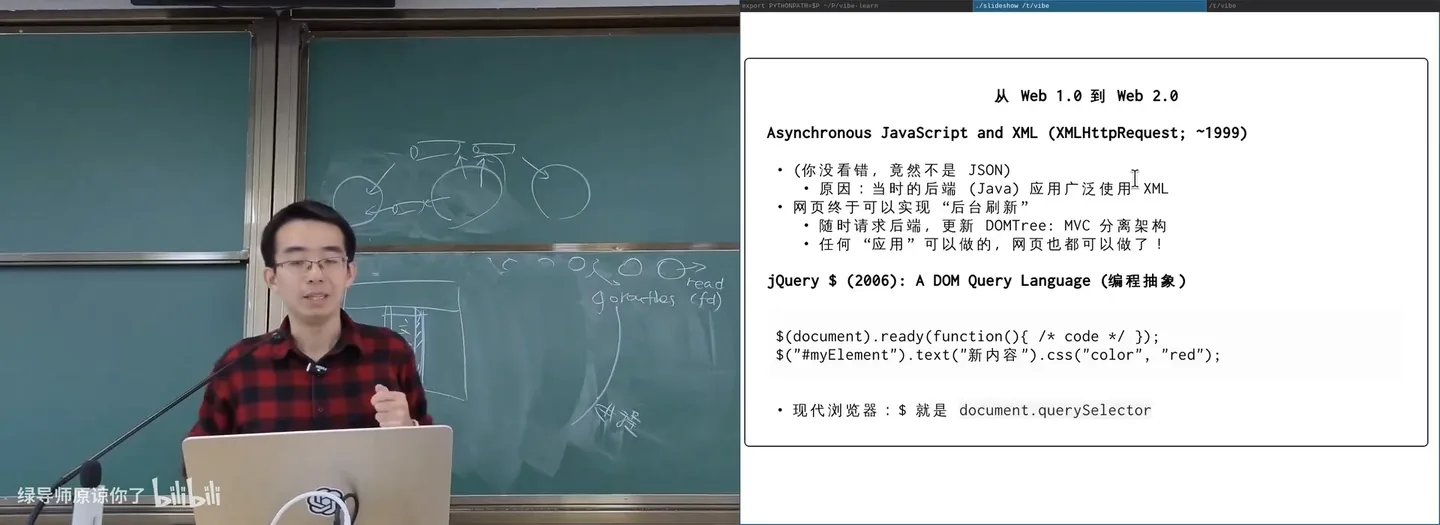 export PYTHONPATH=$P ~/P/vibe-learn
./slideshow /t/vibe
/t/vibe
从 Web 1.0 到 Web 2.0
Asynchronous JavaScript and XML (XMLHttpRequest; ~1999)
• (你没看错, 竟然不是 JSON)
• 原因：当时的后端 (Java) 应用广泛使用 XML
• 网页终于可以实现 “后台刷新”
• 随时请求后端, 更新 DOMTree: MVC 分离架构
• 任何 “应用” 可以做的, 网页也都可以做了！
jQuery $ (2006): A DOM Query Language (编程抽象)
$(document).ready(function(){ /* code */ });
$("#myElement").text("新内容").css("color", "red");
• 现代浏览器：$ 就是 document.querySelector
read
(fd)
绿导师原谅你了 bilibili